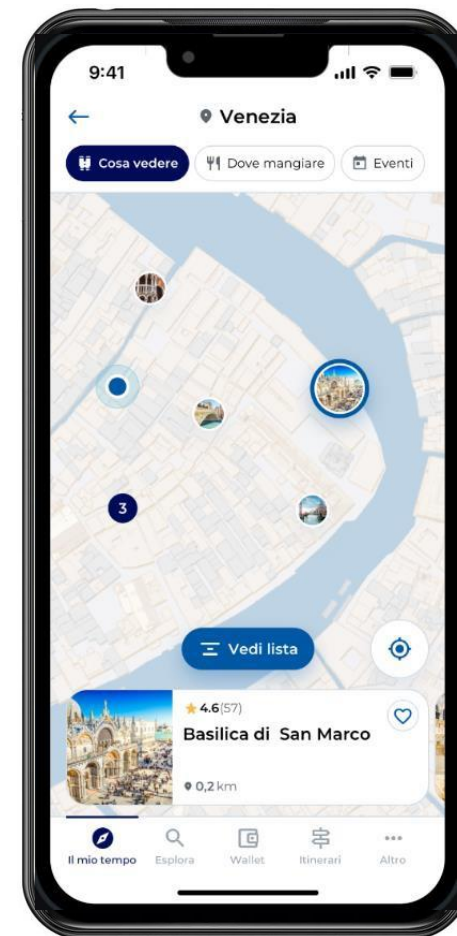 9:41
Venezia
Cosa vedere Dove mangiare Eventi
3
Vedi lista
4.6(57)
Basilica di San Marco
0,2 km
Il mio tempo Esplora Wallet Itinerari Altro